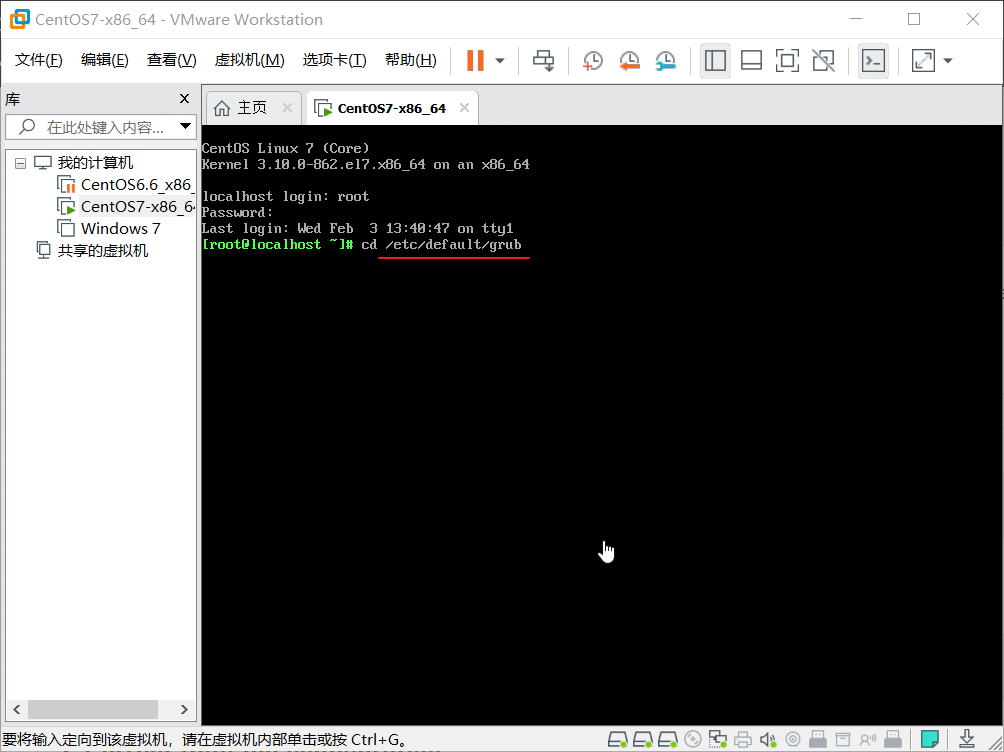 CentOS7-x86_64 - VMware Workstation
文件(F) 编辑(E) 查看(V) 虚拟机(M) 选项卡(T) 帮助(H)
库
在此处键入内容...
我的计算机
CentOS6.6_x86_
CentOS7-x86_64
Windows 7
共享的虚拟机
主页 CentOS7-x86_64
CentOS Linux 7 (Core)
Kernel 3.10.0-862.el7.x86_64 on an x86_64
localhost login: root
Password:
Last login: Wed Feb  3 13:40:47 on tty1
[root@localhost ~]# cd /etc/default/grub
要将输入定向到该虚拟机，请在虚拟机内部单击或按 Ctrl+G。